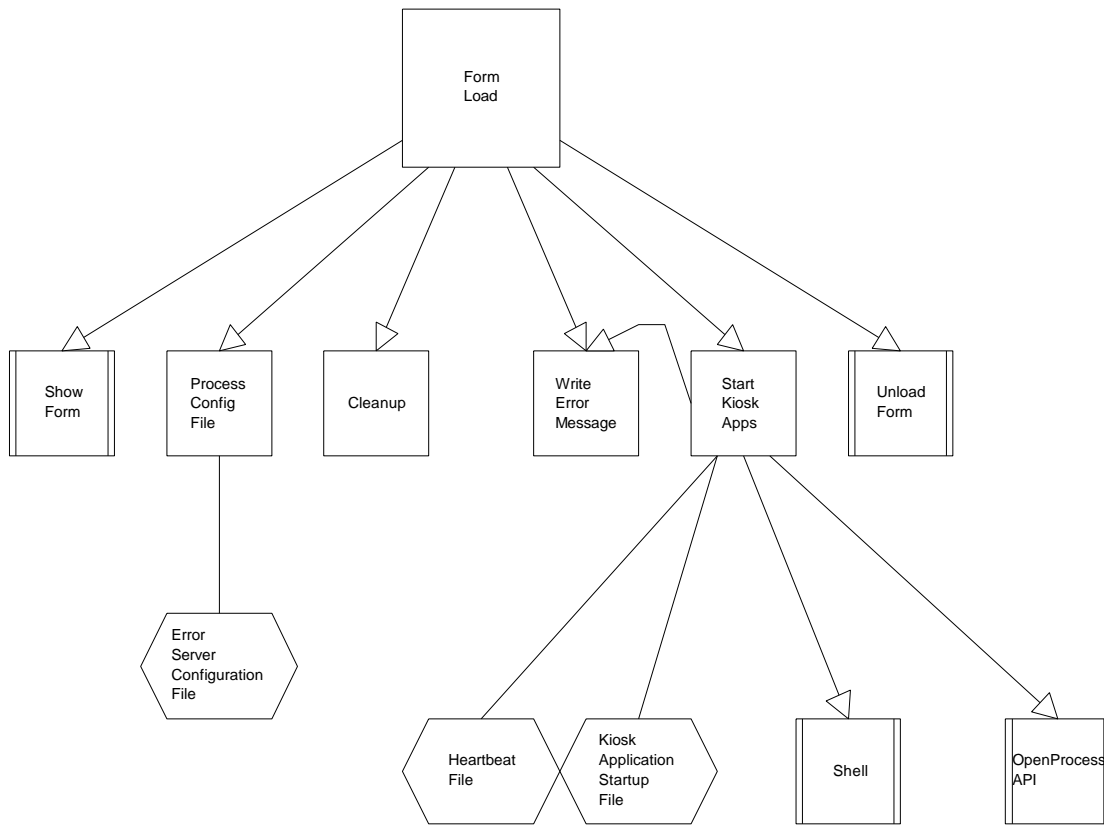 Form
Load
Show
Form
Process
Config
File
Cleanup
Write
Error
Message
Start
Kiosk
Apps
Unload
Form
Error
Server
Configuration
File
Heartbeat
File
Kiosk
Application
Startup
File
Shell
OpenProcess
API